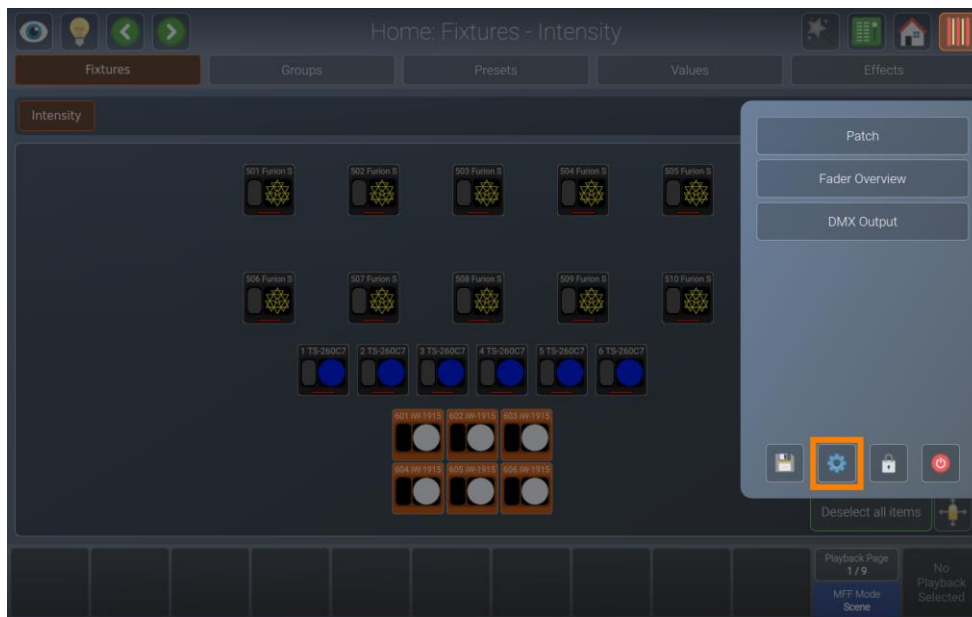 Home: Fixtures - Intensity
Fixtures
Groups
Presets
Values
Effects
Intensity
Patch
Fader Overview
DMX Output
501 Furion S
502 Furion S
503 Furion S
504 Furion S
505 Furion S
506 Furion S
507 Furion S
508 Furion S
509 Furion S
510 Furion S
1 TS-260C7
2 TS-260C7
3 TS-260C7
4 TS-260C7
5 TS-260C7
6 TS-260C7
601 iW-1915
602 iW-1915
603 iW-1915
604 iW-1915
605 iW-1915
606 iW-1915
Deselect all items
Playback Page
1 / 9
MFF Mode
Scene
No
Playback
Selected